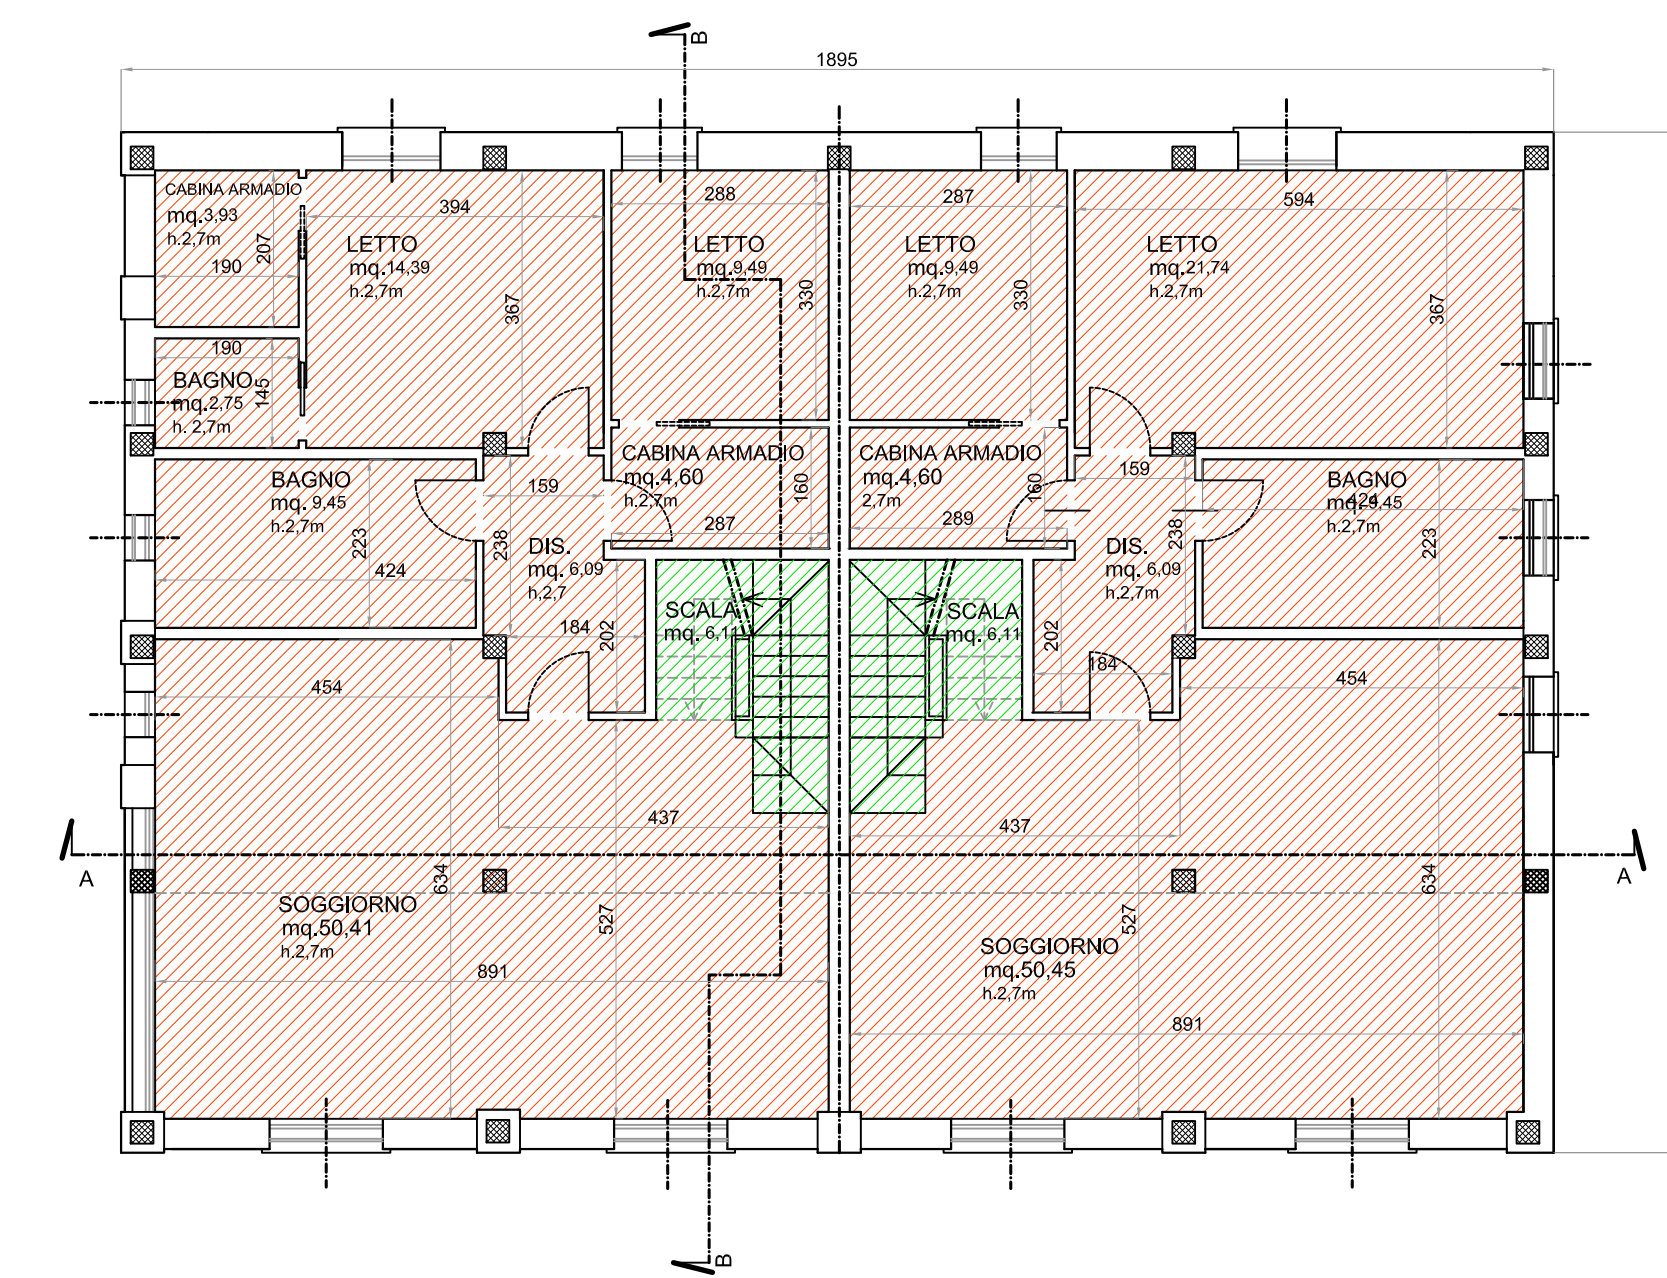 B
1895
CABINA ARMADIO
mq.3,93
h.2,7m
207
190
394
LETTO
mq.14,39
h.2,7m
367
288
LETTO
mq.9,49
h.2,7m
330
287
LETTO
mq.9,49
h.2,7m
330
594
LETTO
mq.21,74
h.2,7m
367
190
BAGNO
mq.2,75
h. 2,7m
145
CABINA ARMADIO
mq.4,60
h.2,7m
160
287
CABINA ARMADIO
mq.4,60
2,7m
160
289
BAGNO
mq. 9,45
h.2,7m
223
424
159
238
DIS.
mq. 6,09
h,2,7
184
202
SCALA
mq. 6,11
SCALA
mq. 6,11
159
238
DIS.
mq. 6,09
h.2,7m
202
184
BAGNO
mq. 9,45
424
h.2,7m
223
454
454
437
437
A
A
634
527
527
634
SOGGIORNO
mq.50,41
h.2,7m
891
SOGGIORNO
mq.50,45
h.2,7m
891
B